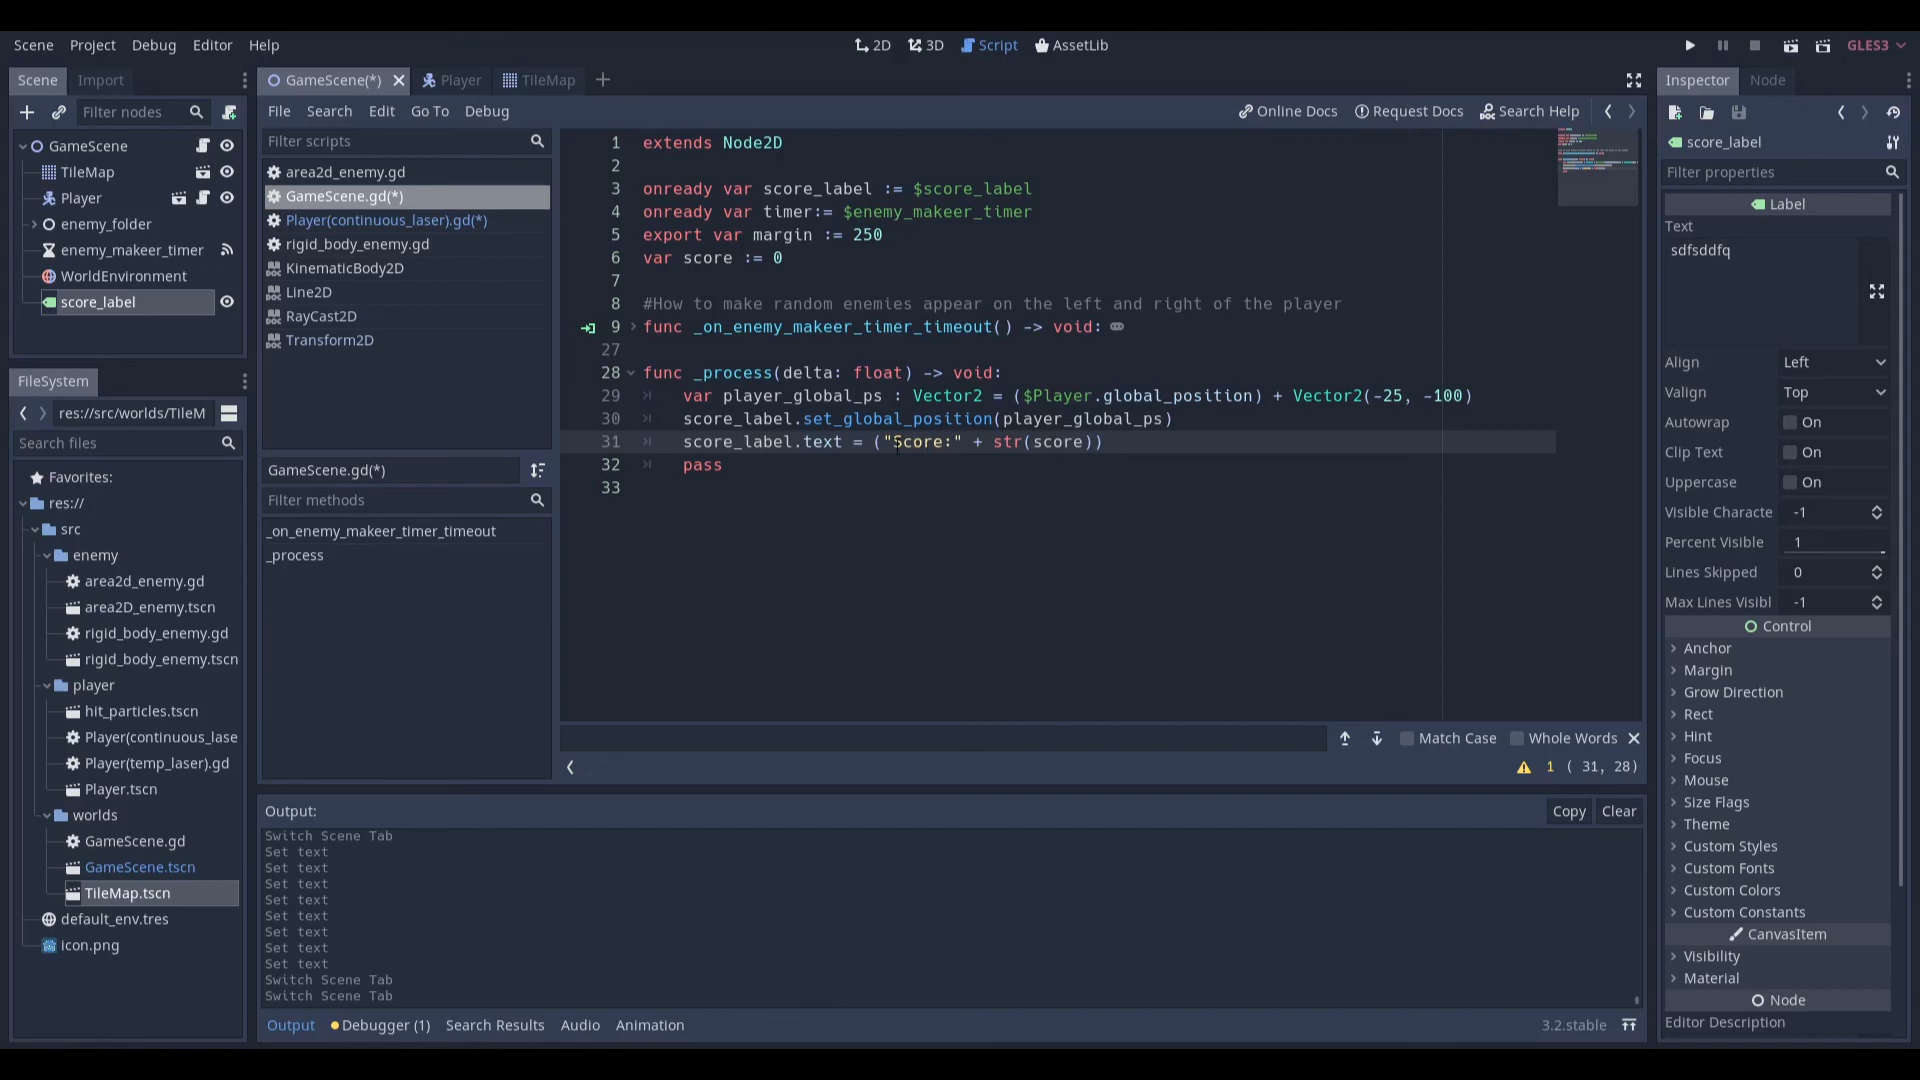 Scene Project Debug Editor Help
2D 3D Script AssetLib
GLES3
Scene Import
Filter nodes
GameScene
TileMap
Player
enemy_folder
enemy_makeer_timer
WorldEnvironment
score_label
FileSystem
res://src/worlds/TileM
Search files
Favorites:
res://
src
enemy
area2d_enemy.gd
area2D_enemy.tscn
rigid_body_enemy.gd
rigid_body_enemy.tscn
player
hit_particles.tscn
Player(continuous_lase
Player(temp_laser).gd
Player.tscn
worlds
GameScene.gd
GameScene.tscn
TileMap.tscn
default_env.tres
icon.png
GameScene(*) Player TileMap
File Search Edit Go To Debug
Online Docs Request Docs Search Help
Filter scripts
area2d_enemy.gd
GameScene.gd(*)
Player(continuous_laser).gd(*)
rigid_body_enemy.gd
KinematicBody2D
Line2D
RayCast2D
Transform2D
GameScene.gd(*)
Filter methods
_on_enemy_makeer_timer_timeout
_process
1 extends Node2D
2
3 onready var score_label := $score_label
4 onready var timer:= $enemy_makeer_timer
5 export var margin := 250
6 var score := 0
7
8 #How to make random enemies appear on the left and right of the player
9 func _on_enemy_makeer_timer_timeout() -> void:
27
28 func _process(delta: float) -> void:
29 var player_global_ps : Vector2 = ($Player.global_position) + Vector2(-25, -100)
30 score_label.set_global_position(player_global_ps)
31 score_label.text = ("Score:" + str(score))
32 pass
33
Match Case Whole Words
1 ( 31, 28)
Output:
Copy Clear
Switch Scene Tab
Set text
Set text
Set text
Set text
Set text
Set text
Set text
Set text
Switch Scene Tab
Switch Scene Tab
Output Debugger (1) Search Results Audio Animation
3.2.stable
Inspector Node
score_label
Filter properties
Label
Text
sdfsddfq
Align Left
Valign Top
Autowrap On
Clip Text On
Uppercase On
Visible Characte -1
Percent Visible 1
Lines Skipped 0
Max Lines Visibl -1
Control
Anchor
Margin
Grow Direction
Rect
Hint
Focus
Mouse
Size Flags
Theme
Custom Styles
Custom Fonts
Custom Colors
Custom Constants
CanvasItem
Visibility
Material
Node
Editor Description